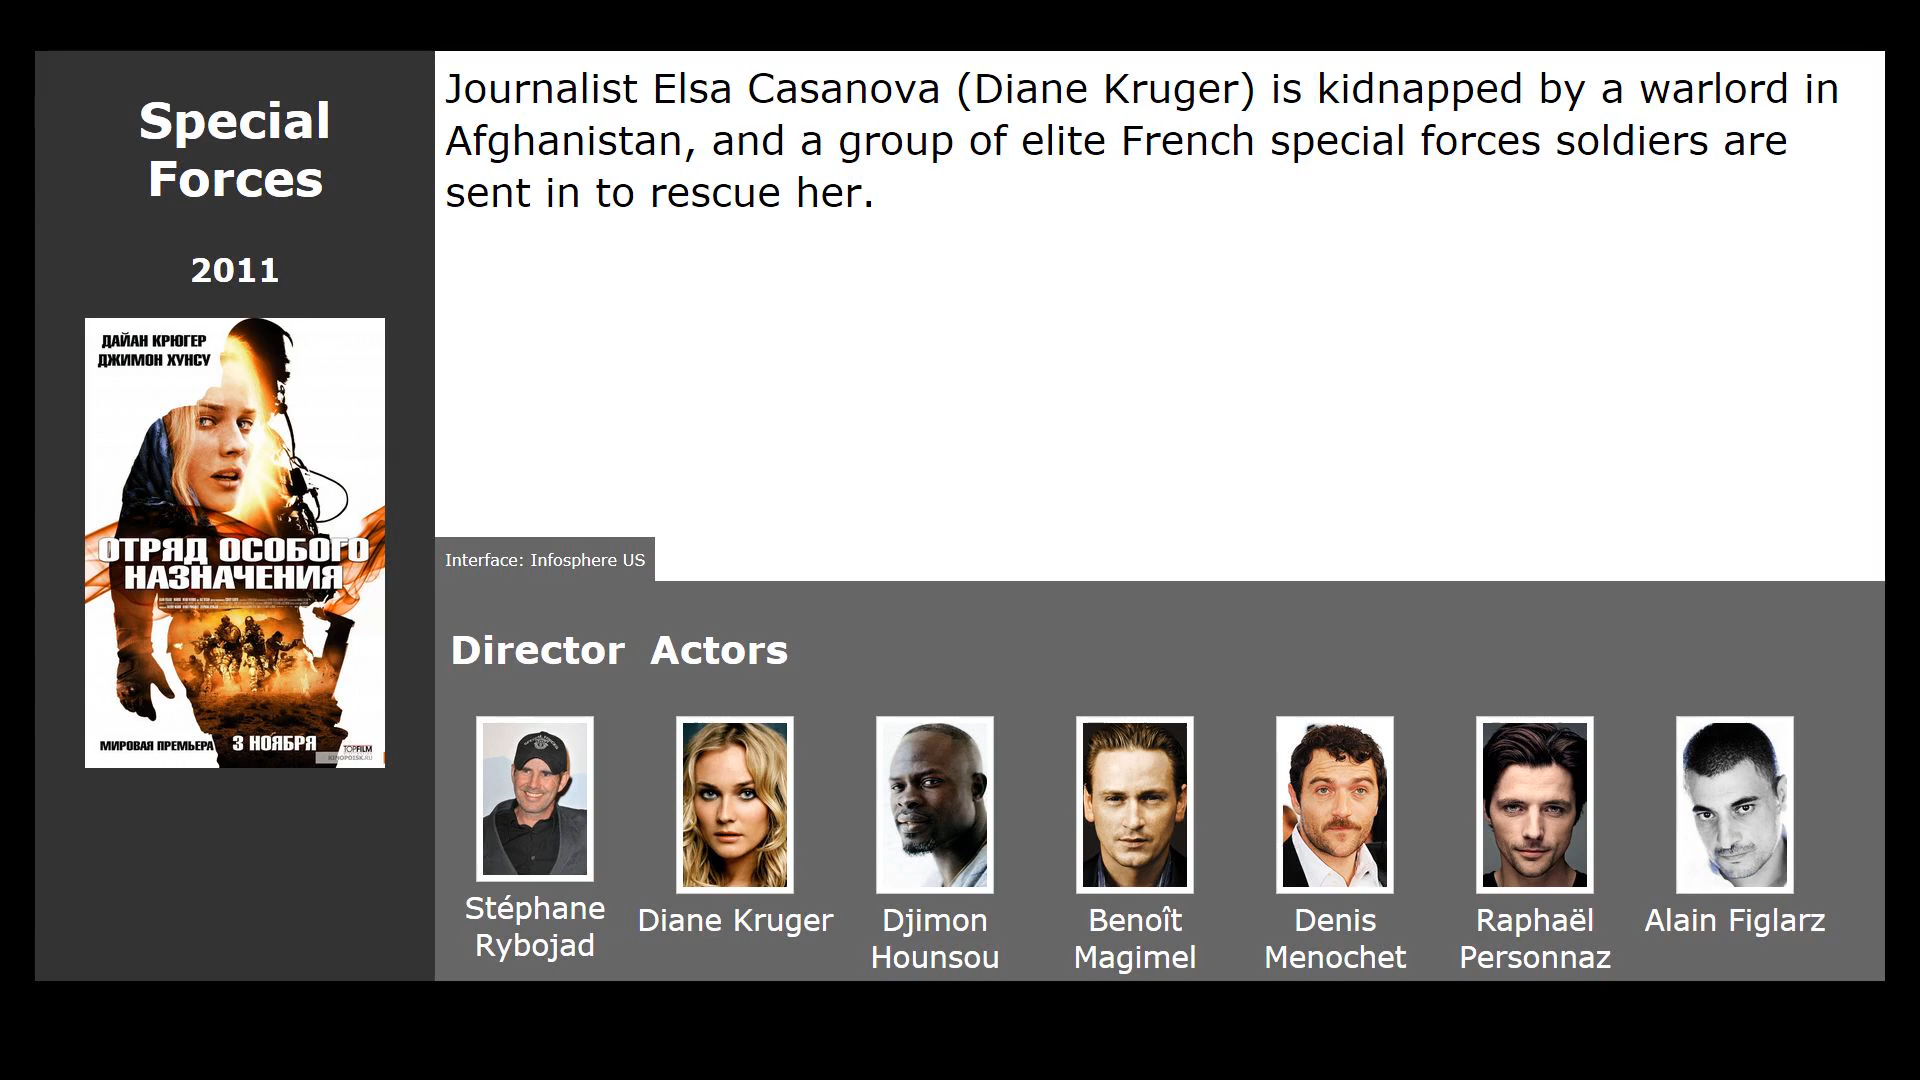 Special
Forces
2011
ДАЙАН КРЮГЕР
ДЖИМОН ХУНСУ
ОТРЯД ОСОБОГО
НАЗНАЧЕНИЯ
МИРОВАЯ ПРЕМЬЕРА 3 НОЯБРЯ
TOPFILM
KINOPOISK.RU
Journalist Elsa Casanova (Diane Kruger) is kidnapped by a warlord in
Afghanistan, and a group of elite French special forces soldiers are
sent in to rescue her.
Interface: Infosphere US
Director Actors
Stéphane
Rybojad
Diane Kruger
Djimon
Hounsou
Benoît
Magimel
Denis
Menochet
Raphaël
Personnaz
Alain Figlarz